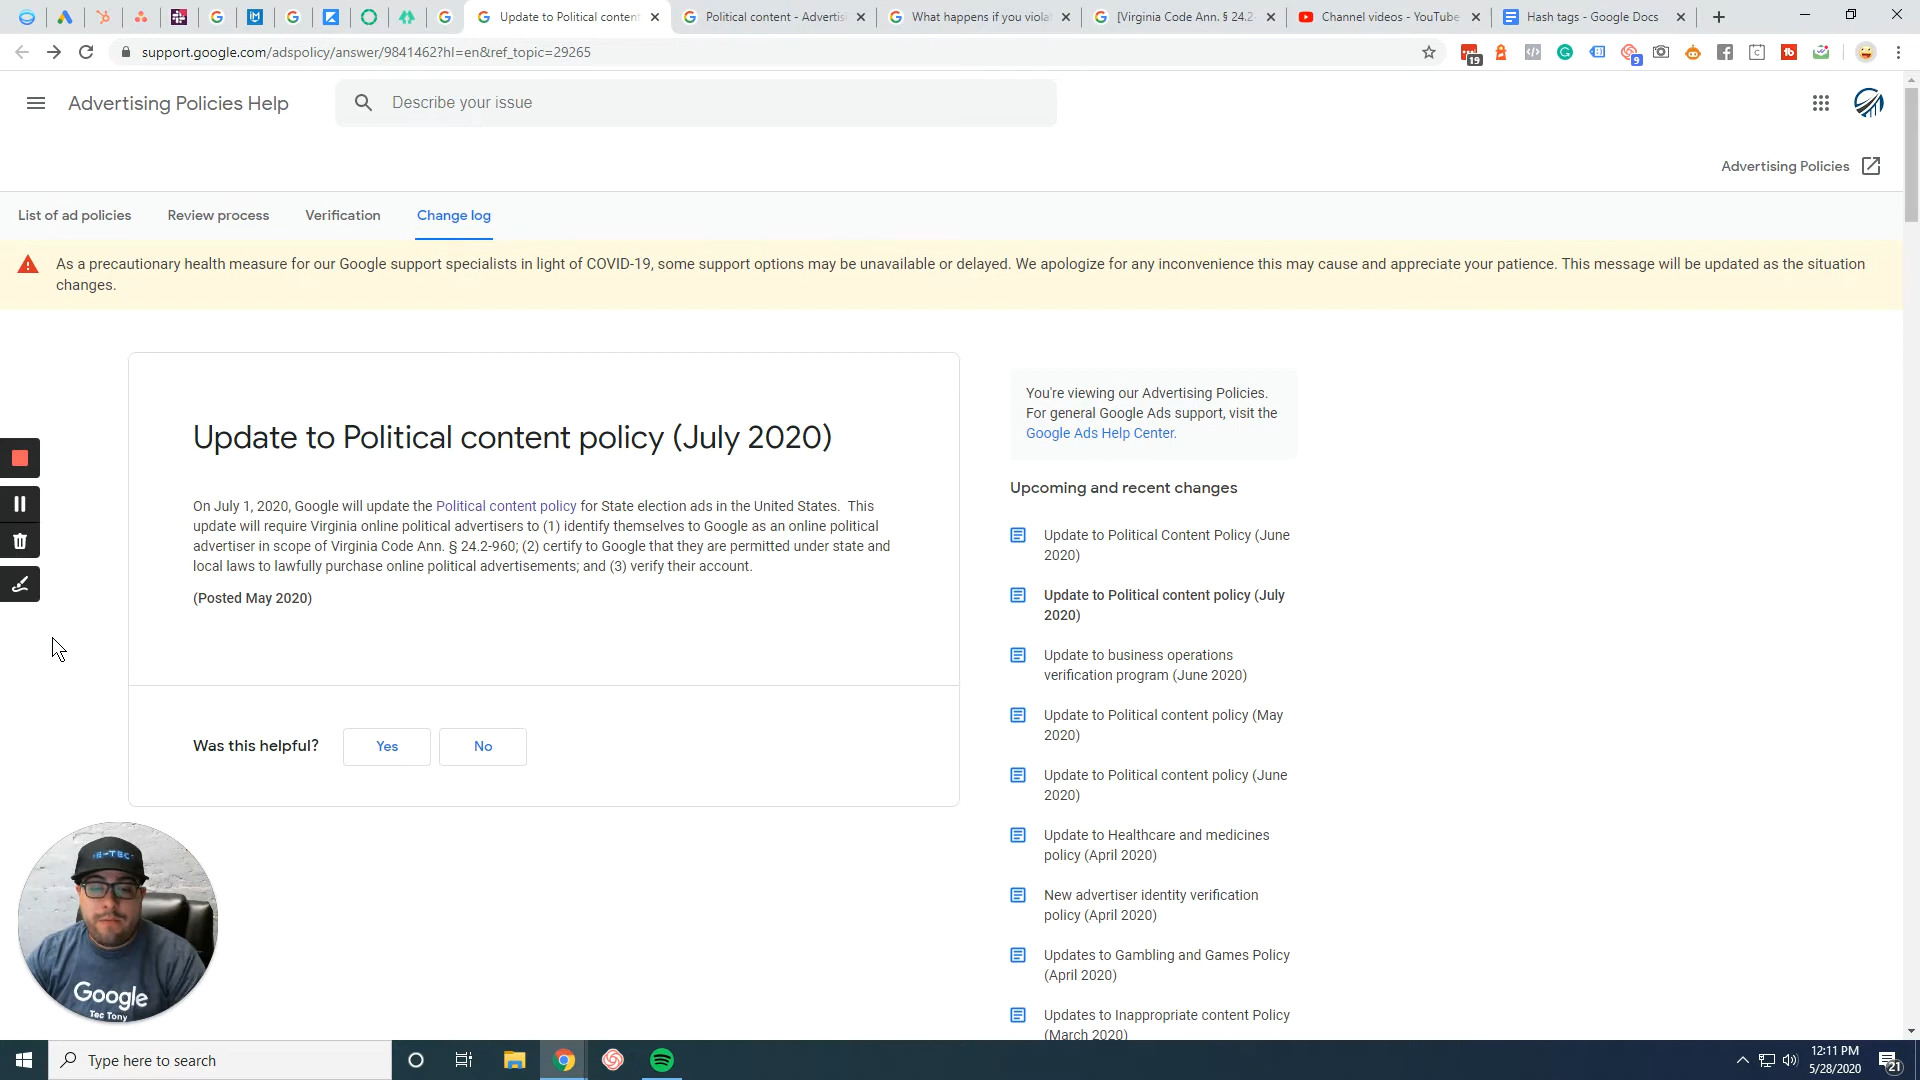 Update to Political content
Political content - Advertisi
What happens if you viola
[Virginia Code Ann. § 24.2
Channel videos - YouTube
Hash tags - Google Docs
support.google.com/adspolicy/answer/9841462?hl=en&ref_topic=29265
19
9
Advertising Policies Help
Describe your issue
Advertising Policies
List of ad policies
Review process
Verification
Change log
As a precautionary health measure for our Google support specialists in light of COVID-19, some support options may be unavailable or delayed. We apologize for any inconvenience this may cause and appreciate your patience. This message will be updated as the situation
changes.
Update to Political content policy (July 2020)
On July 1, 2020, Google will update the Political content policy for State election ads in the United States. This
update will require Virginia online political advertisers to (1) identify themselves to Google as an online political
advertiser in scope of Virginia Code Ann. § 24.2-960; (2) certify to Google that they are permitted under state and
local laws to lawfully purchase online political advertisements; and (3) verify their account.
(Posted May 2020)
Was this helpful?
Yes
No
You're viewing our Advertising Policies.
For general Google Ads support, visit the
Google Ads Help Center.
Upcoming and recent changes
Update to Political Content Policy (June
2020)
Update to Political content policy (July
2020)
Update to business operations
verification program (June 2020)
Update to Political content policy (May
2020)
Update to Political content policy (June
2020)
Update to Healthcare and medicines
policy (April 2020)
New advertiser identity verification
policy (April 2020)
Updates to Gambling and Games Policy
(April 2020)
Updates to Inappropriate content Policy
(March 2020)
Google
Tec Tony
Type here to search
12:11 PM
5/28/2020
21